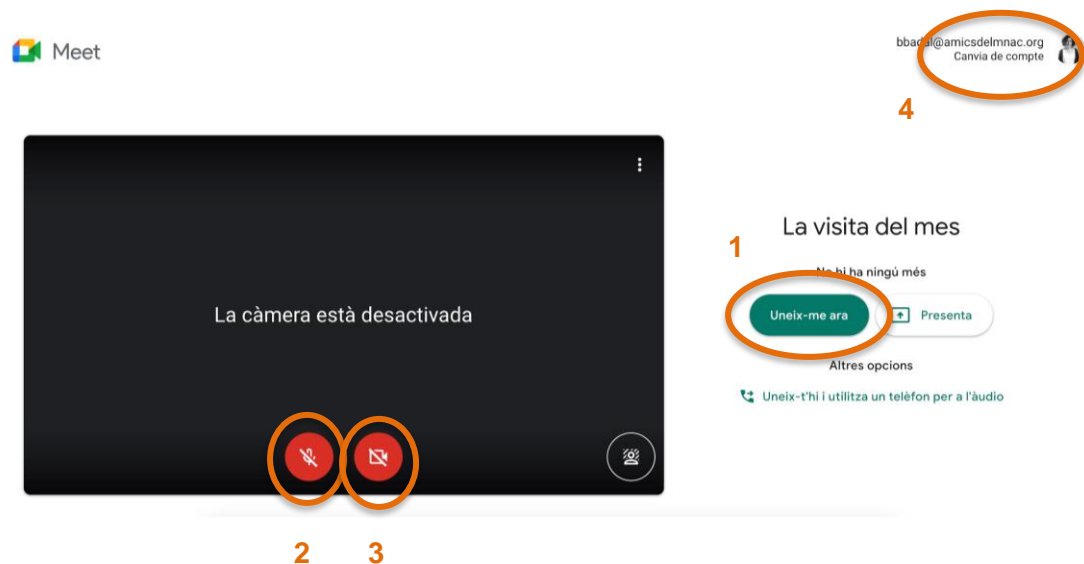 Meet
bbadal@amicsdelmnac.org
Canvia de compte
4
La càmera està desactivada
2
3
La visita del mes
1
No hi ha ningú més
Uneix-me ara
Presenta
Altres opcions
Uneix-t'hi i utilitza un telèfon per a l'àudio